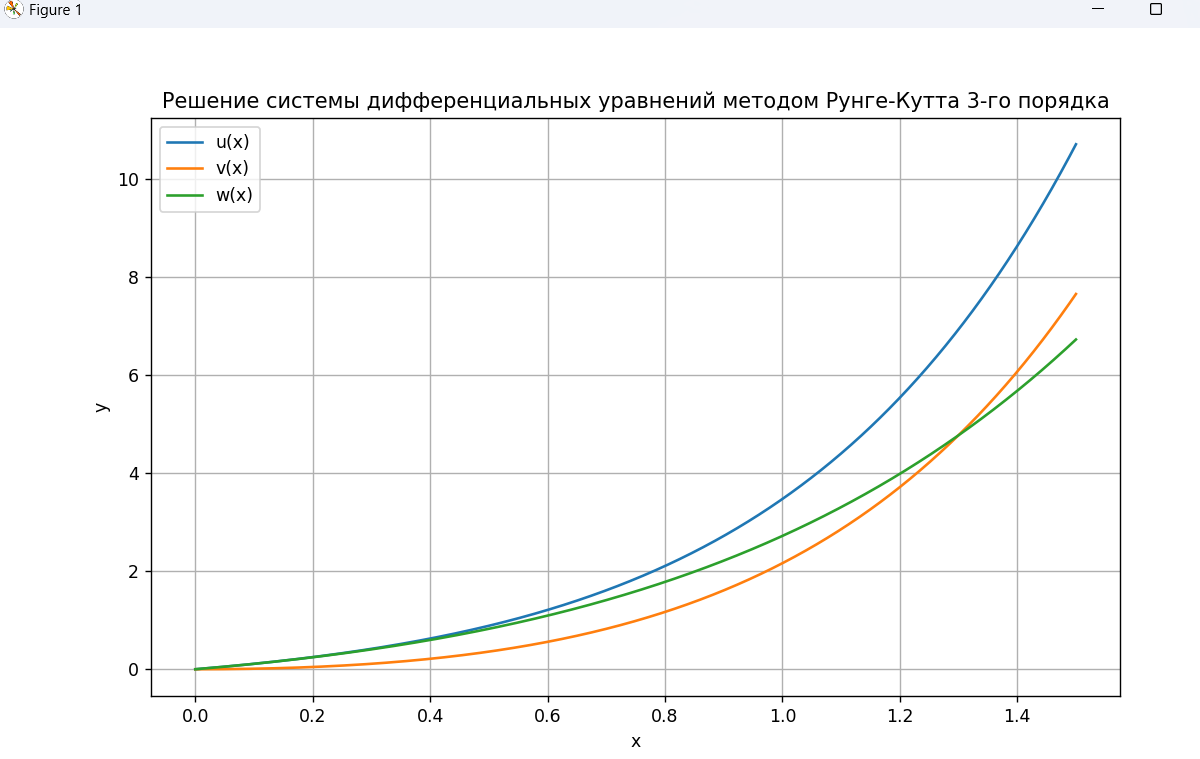 Figure 1
Решение системы дифференциальных уравнений методом Рунге-Кутта 3-го порядка
u(x)
v(x)
w(x)
10
8
6
4
2
0
y
0.0 0.2 0.4 0.6 0.8 1.0 1.2 1.4
x